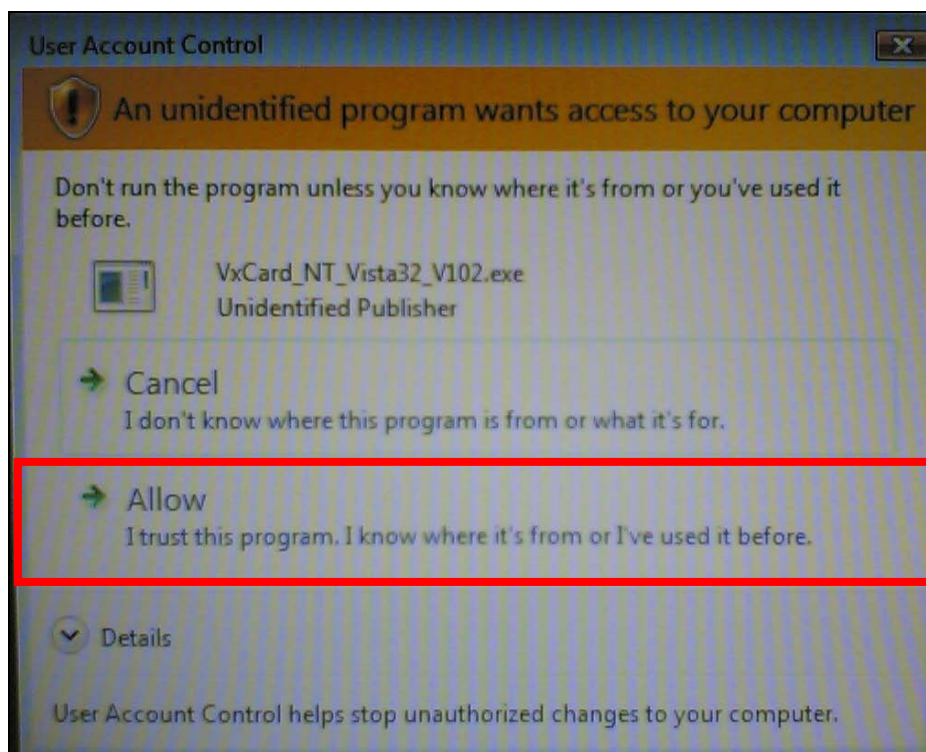 User Account Control
An unidentified program wants access to your computer
Don't run the program unless you know where it's from or you've used it
before.
VxCard_NT_Vista32_V102.exe
Unidentified Publisher
Cancel
I don't know where this program is from or what it's for.
Allow
I trust this program. I know where it's from or I've used it before.
Details
User Account Control helps stop unauthorized changes to your computer.